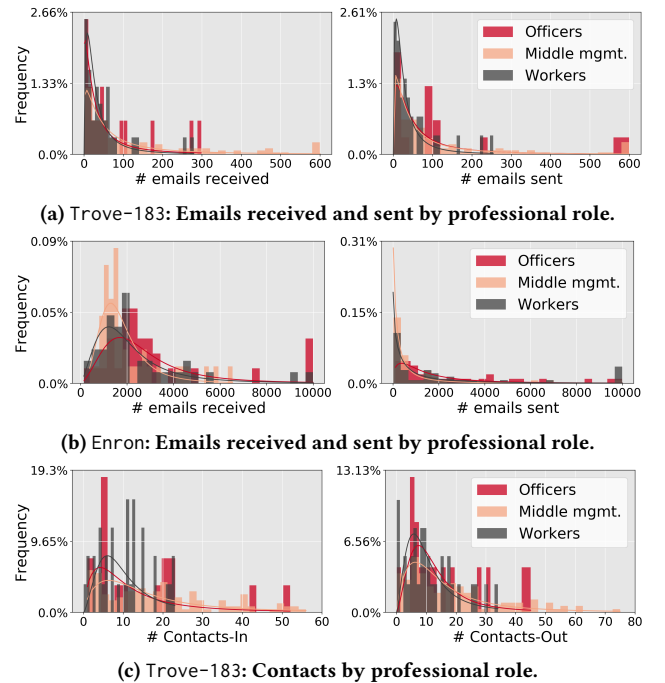 2.66%
1.33%
0.0%
Frequency
0 100 200 300 400 500 600
# emails received
2.61%
1.3%
0.0%
0 100 200 300 400 500 600
# emails sent
Officers
Middle mgmt.
Workers
(a) Trove-183: Emails received and sent by professional role.
0.09%
0.05%
0.0%
Frequency
0 2000 4000 6000 8000 10000
# emails received
0.31%
0.15%
0.0%
0 2000 4000 6000 8000 10000
# emails sent
Officers
Middle mgmt.
Workers
(b) Enron: Emails received and sent by professional role.
19.3%
9.65%
0.0%
Frequency
0 10 20 30 40 50 60
# Contacts-In
13.13%
6.56%
0.0%
0 10 20 30 40 50 60 70 80
# Contacts-Out
Officers
Middle mgmt.
Workers
(c) Trove-183: Contacts by professional role.